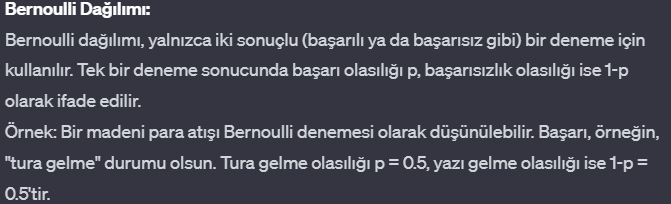 Bernoulli Dağılımı:
Bernoulli dağılımı, yalnızca iki sonuçlu (başarılı ya da başarısız gibi) bir deneme için
kullanılır. Tek bir deneme sonucunda başarı olasılığı p, başarısızlık olasılığı ise 1-p
olarak ifade edilir.
Örnek: Bir madeni para atışı Bernoulli denemesi olarak düşünülebilir. Başarı, örneğin,
"tura gelme" durumu olsun. Tura gelme olasılığı p = 0.5, yazı gelme olasılığı ise 1-p =
0.5'tir.